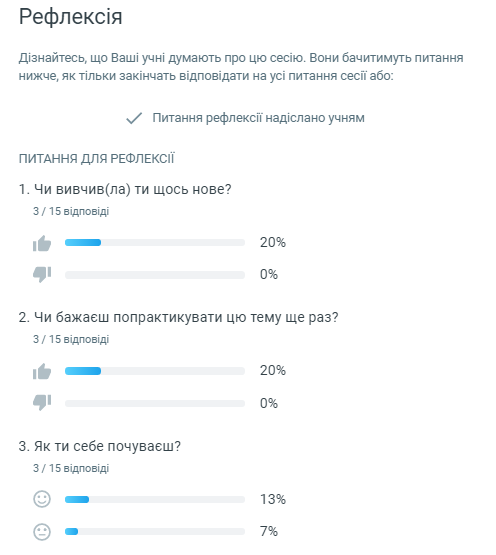 Рефлексія
Дізнайтесь, що Ваші учні думають про цю сесію. Вони бачитимуть питання
нижче, як тільки закінчать відповідати на усі питання сесії або:
Питання рефлексії надіслано учням
ПИТАННЯ ДЛЯ РЕФЛЕКСІЇ
1. Чи вивчив(ла) ти щось нове?
3 / 15 відповіді
20%
0%
2. Чи бажаєш попрактикувати цю тему ще раз?
3 / 15 відповіді
20%
0%
3. Як ти себе почуваєш?
3 / 15 відповіді
13%
7%